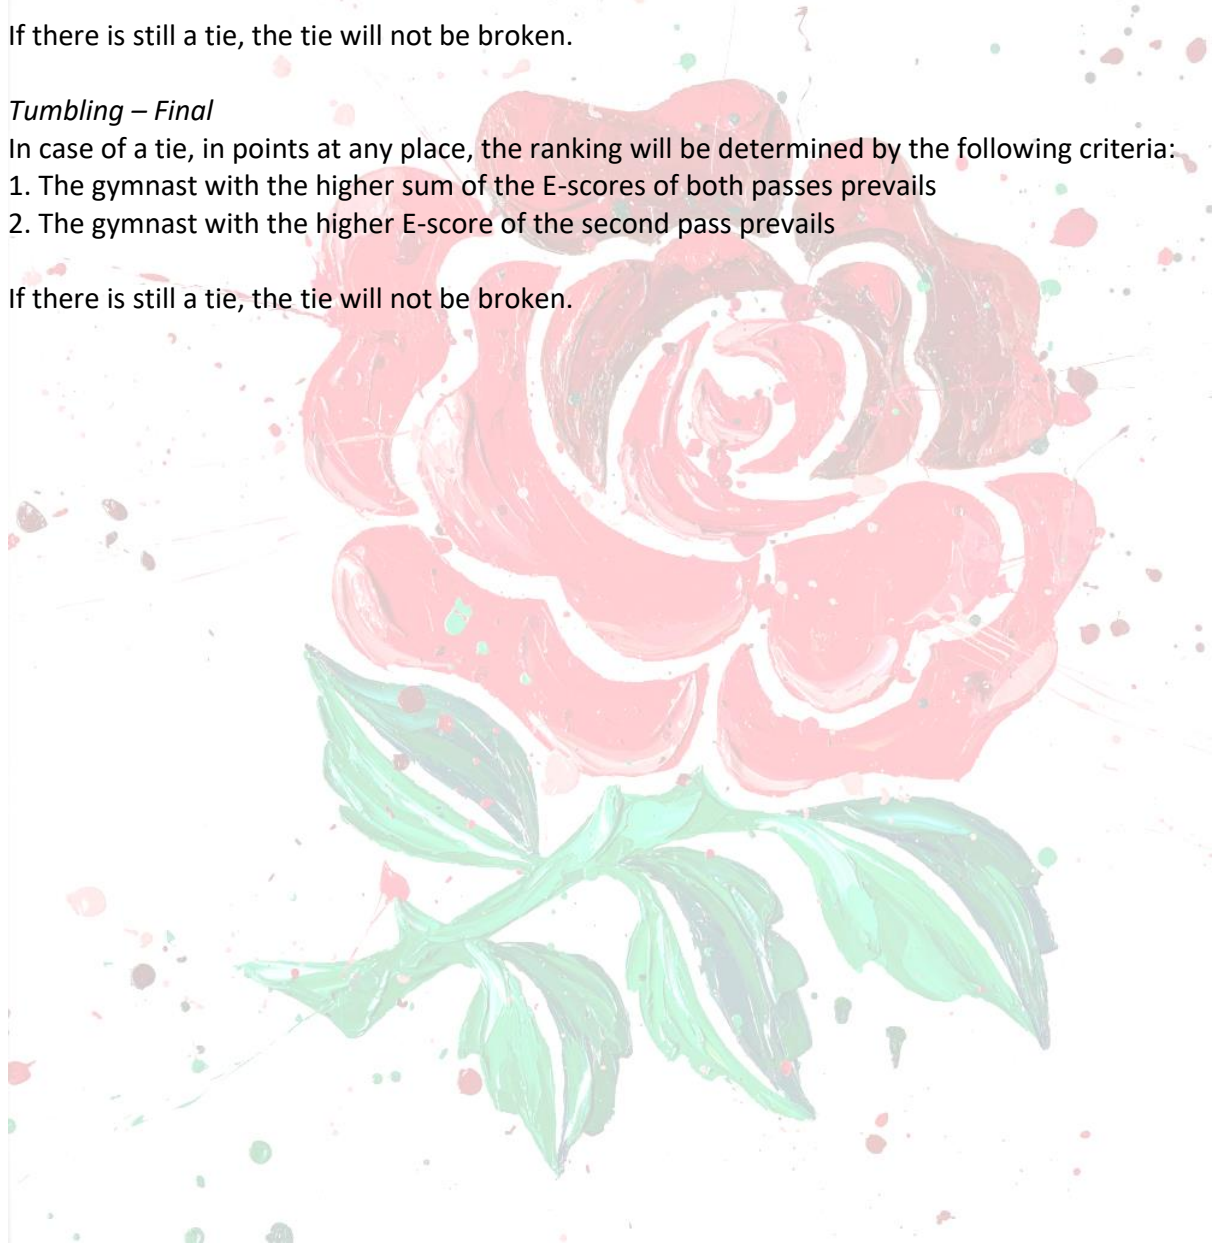 If there is still a tie, the tie will not be broken.
Tumbling – Final
In case of a tie, in points at any place, the ranking will be determined by the following criteria:
1. The gymnast with the higher sum of the E-scores of both passes prevails
2. The gymnast with the higher E-score of the second pass prevails
If there is still a tie, the tie will not be broken.